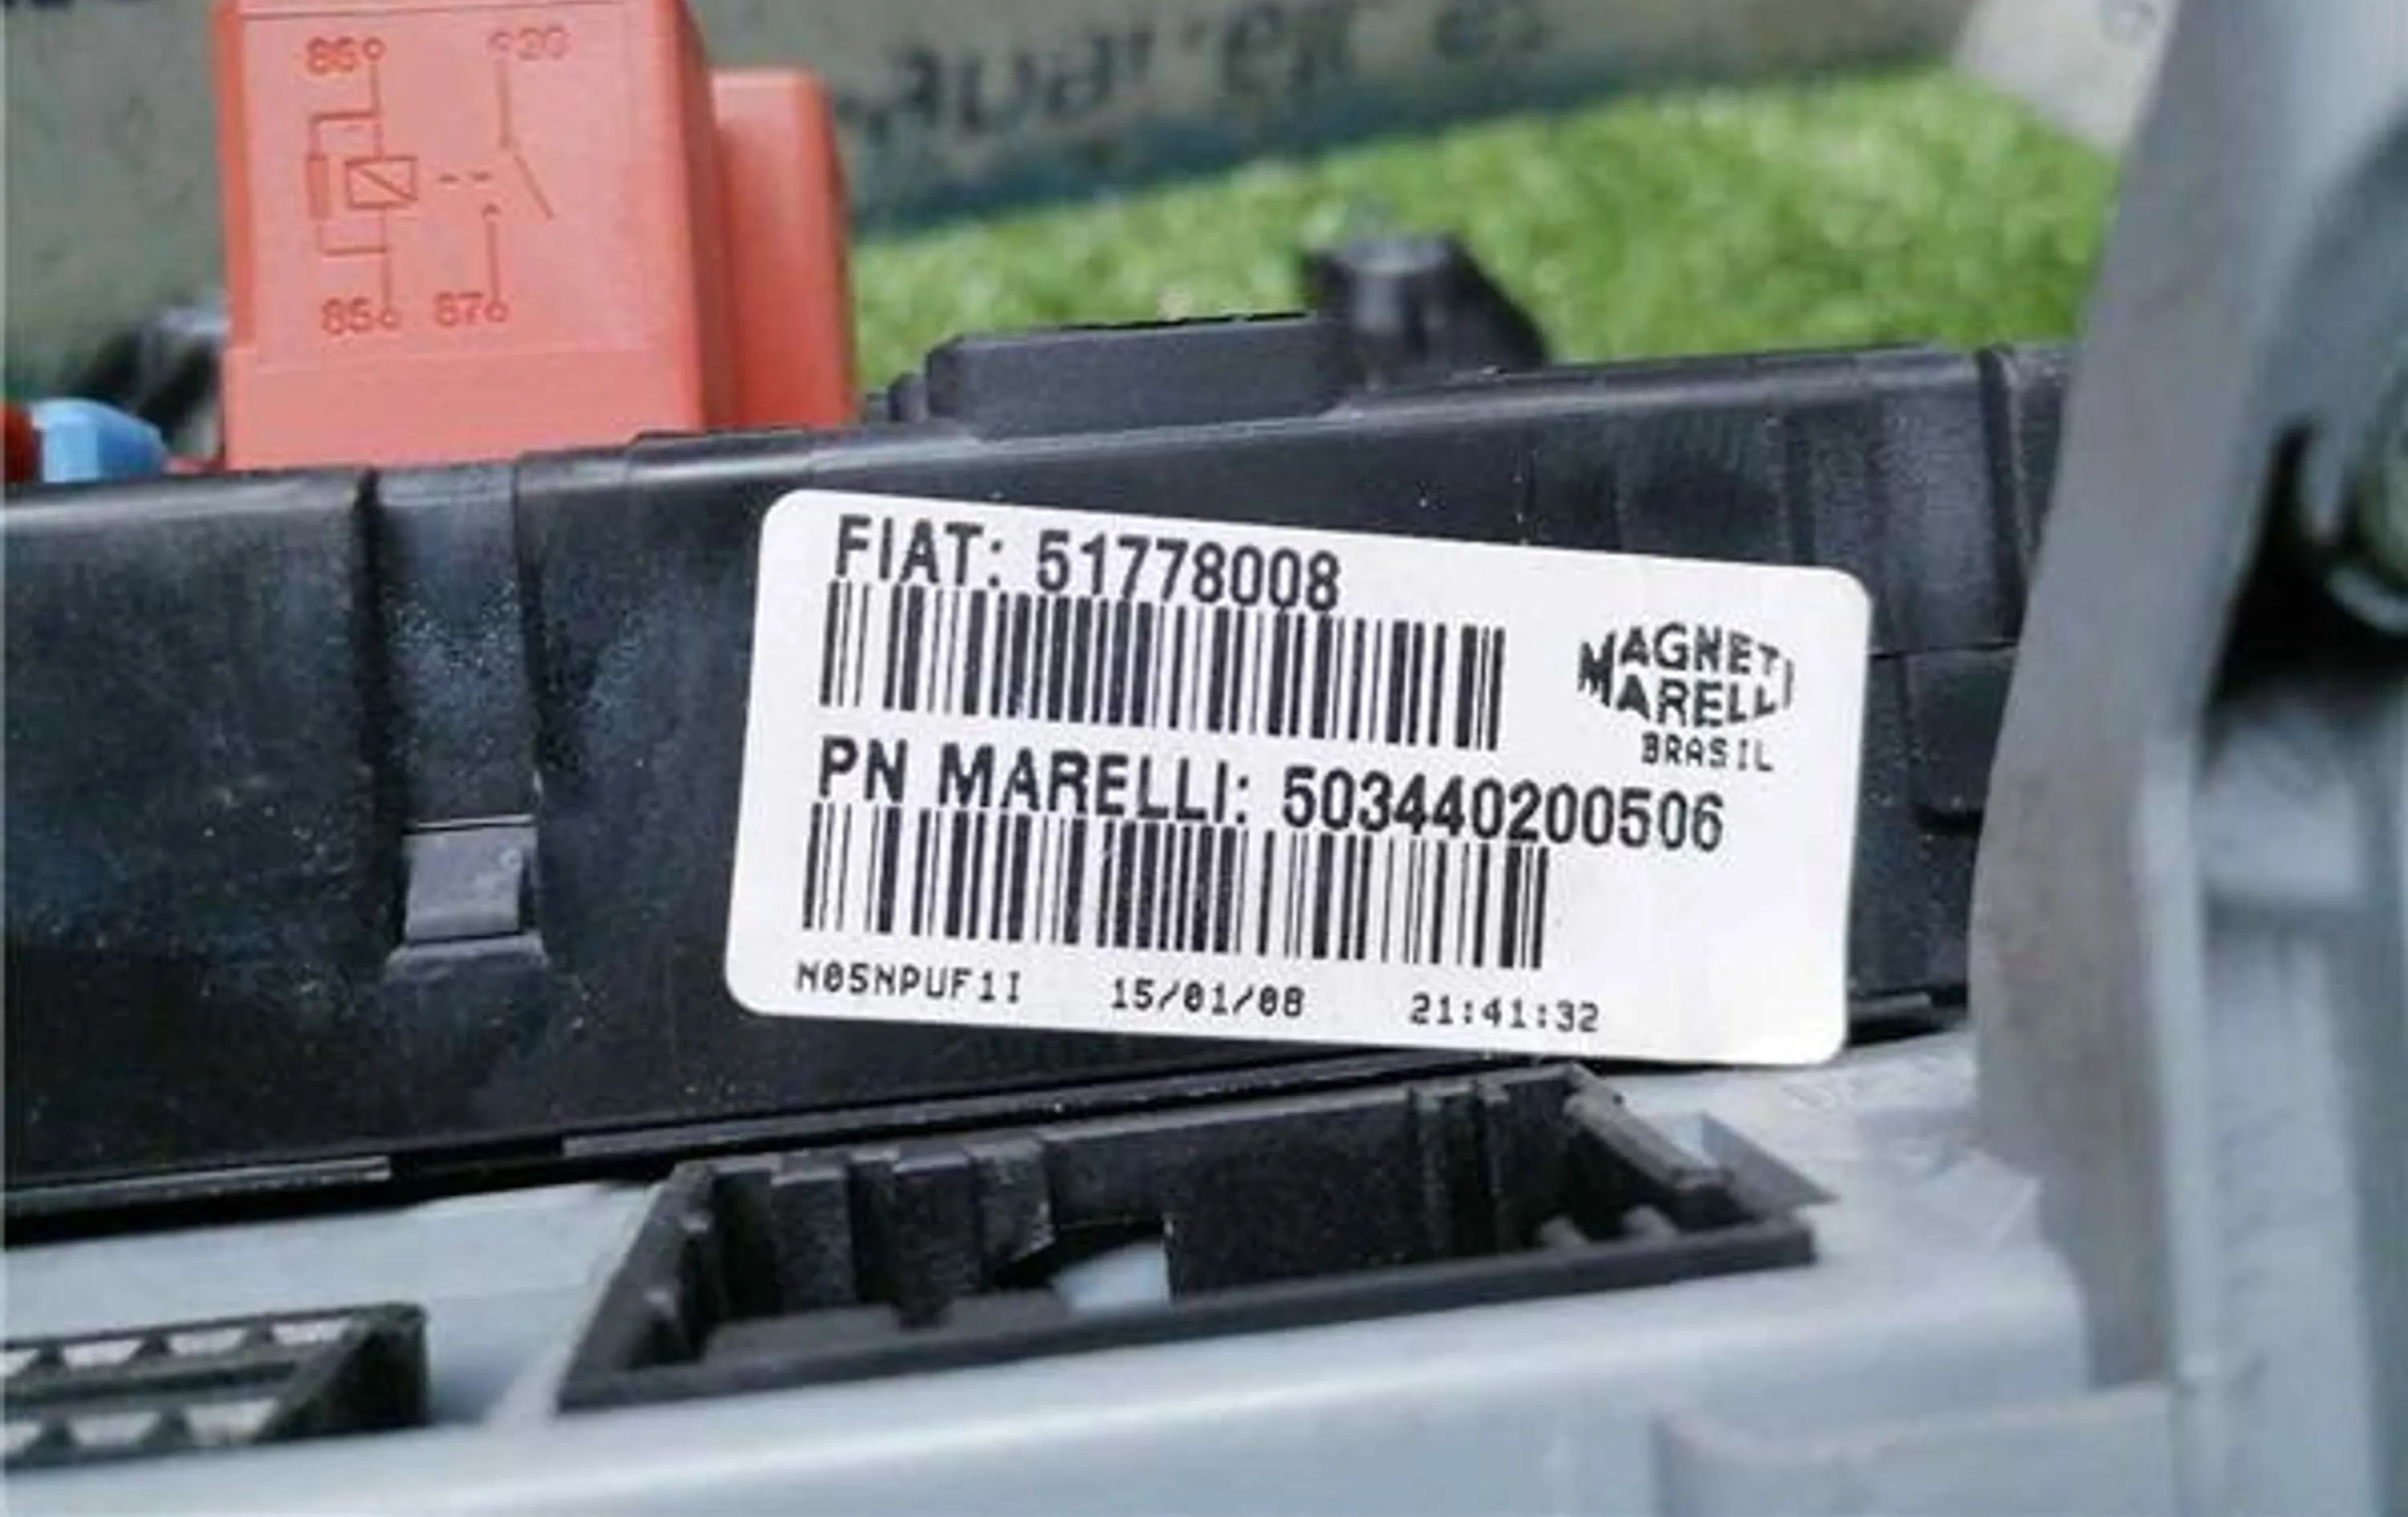 86 30
85 87
FIAT: 51778008
MAGNETI
MARELLI
BRASIL
PN MARELLI: 503440200506
N05NPUF1I 15/01/08 21:41:32